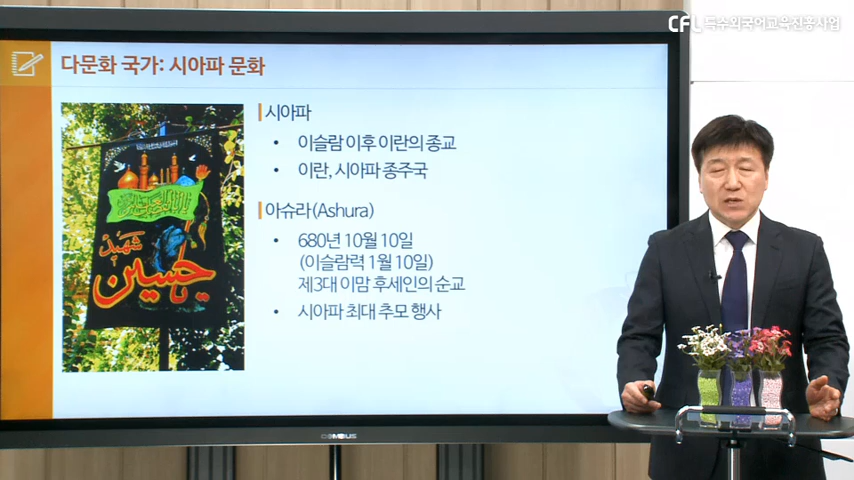 CFL 특수외국어교육진흥사업
다문화 국가: 시아파 문화
시아파
• 이슬람 이후 이란의 종교
• 이란, 시아파 종주국
아슈라(Ashura)
• 680년 10월 10일
(이슬람력 1월 10일)
제3대 이맘 후세인의 순교
• 시아파 최대 추모 행사
شهید
حسین